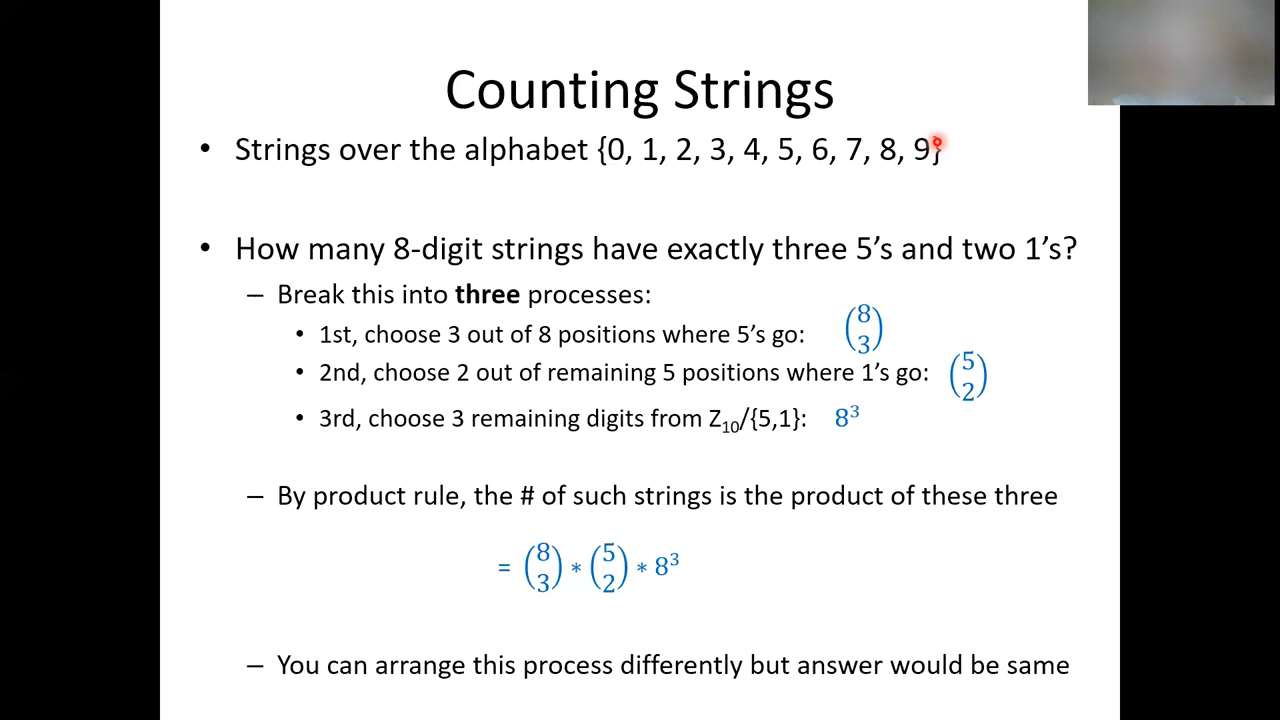 Counting Strings
• Strings over the alphabet {0, 1, 2, 3, 4, 5, 6, 7, 8, 9}
• How many 8-digit strings have exactly three 5’s and two 1’s?
– Break this into three processes:
• 1st, choose 3 out of 8 positions where 5’s go: (8 3)
• 2nd, choose 2 out of remaining 5 positions where 1’s go: (5 2)
• 3rd, choose 3 remaining digits from Z₁₀/{5,1}: 8³
– By product rule, the # of such strings is the product of these three
= (8 3) * (5 2) * 8³
– You can arrange this process differently but answer would be same